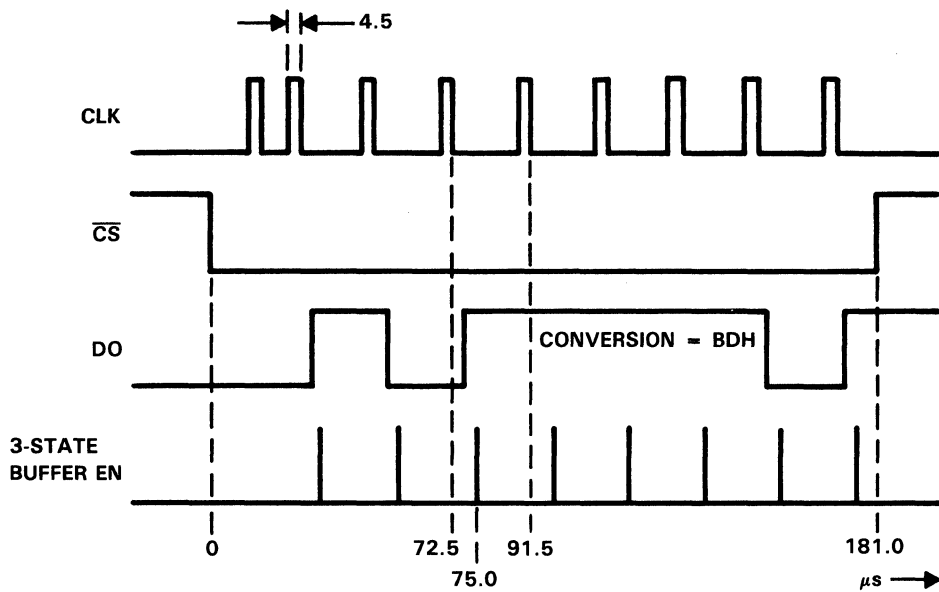 4.5
CLK
CS
DO
CONVERSION = BDH
3-STATE
BUFFER EN
0
72.5
91.5
181.0
75.0
μs